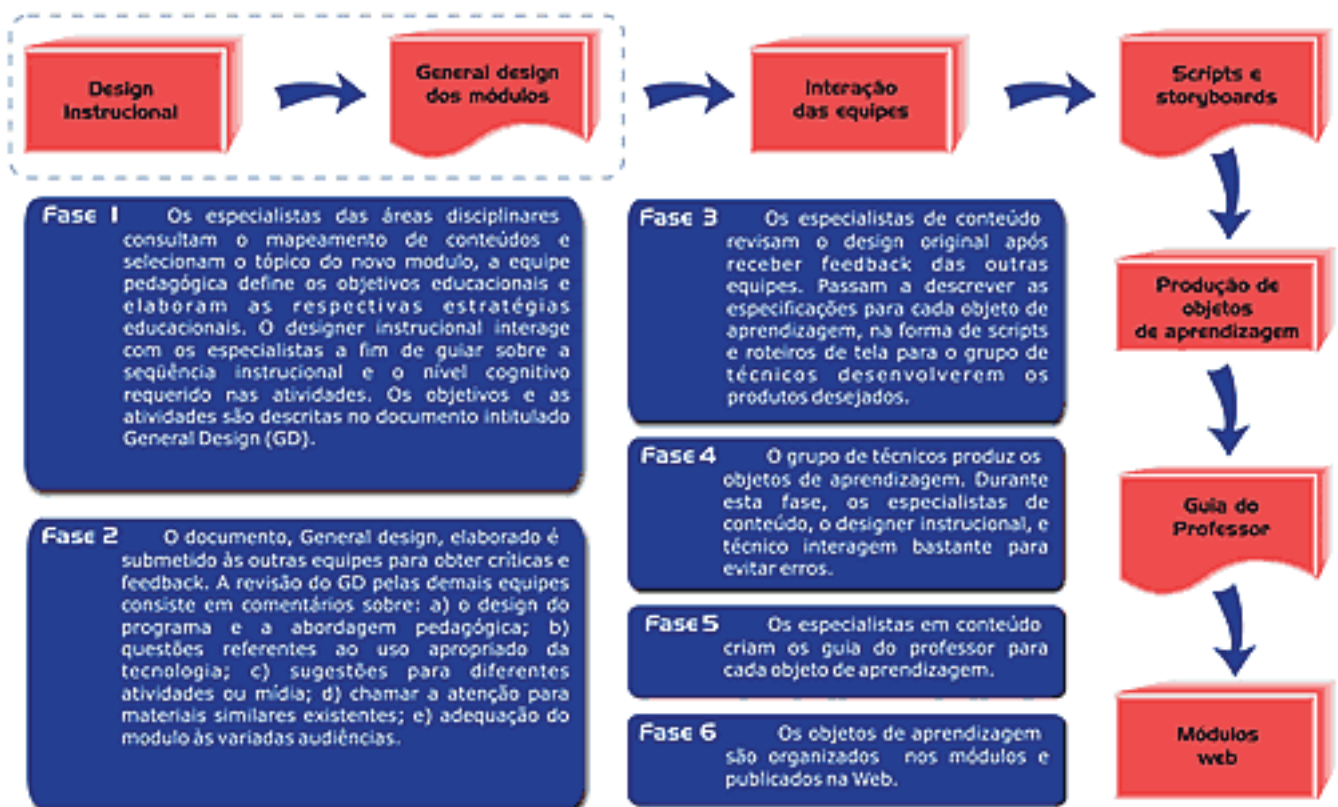 Design
Instrucional
General design
dos módulos
Interação
das equipes
Scripts e
storyboards
Fase 1 Os especialistas das áreas disciplinares
consultam o mapeamento de conteúdos e
selecionam o tópico do novo modulo, a equipe
pedagógica define os objetivos educacionais e
elaboram as respectivas estratégias
educacionais. O designer instrucional interage
com os especialistas a fim de guiar sobre a
seqüência instrucional e o nível cognitivo
requerido nas atividades. Os objetivos e as
atividades são descritas no documento intitulado
General Design (GD).
Fase 2 O documento, General design, elaborado é
submetido às outras equipes para obter críticas e
feedback. A revisão do GD pelas demais equipes
consiste em comentários sobre: a) o design do
programa e a abordagem pedagógica; b)
questões referentes ao uso apropriado da
tecnologia; c) sugestões para diferentes
atividades ou mídia; d) chamar a atenção para
materiais similares existentes; e) adequação do
modulo às variadas audiências.
Fase 3 Os especialistas de conteúdo
revisam o design original após
receber feedback das outras
equipes. Passam a descrever as
especificações para cada objeto de
aprendizagem, na forma de scripts
e roteiros de tela para o grupo de
técnicos desenvolverem os
produtos desejados.
Fase 4 O grupo de técnicos produz os
objetos de aprendizagem. Durante
esta fase, os especialistas de
conteúdo, o designer instrucional, e
técnico interagem bastante para
evitar erros.
Fase 5 Os especialistas em conteúdo
criam os guia do professor para
cada objeto de aprendizagem.
Fase 6 Os objetos de aprendizagem
são organizados nos módulos e
publicados na Web.
Produção de
objetos
de aprendizagem
Guia do
Professor
Módulos
web